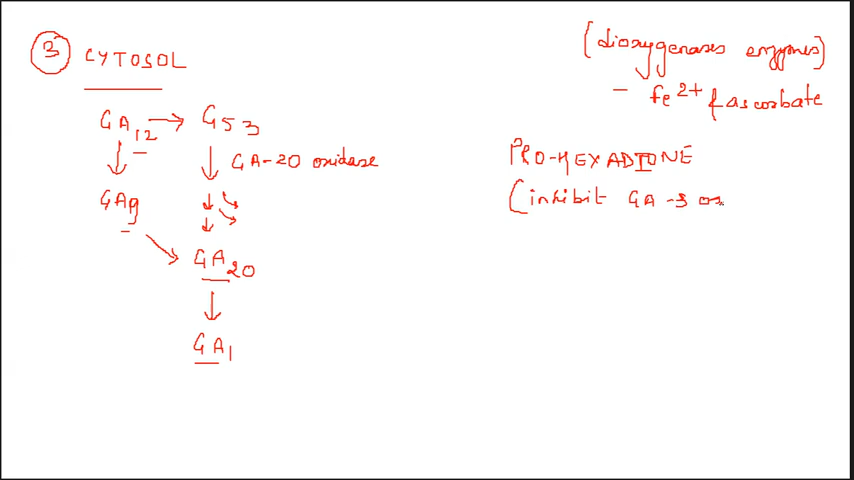 3 CYTOSOL
(dioxygenases enzymes)
- Fe2+ f ascorbate
GA12 → G53
GA-20 oxidase
GA9
GA20
GA1
PRO-HEXADIONE
(inhibit GA-3 ox